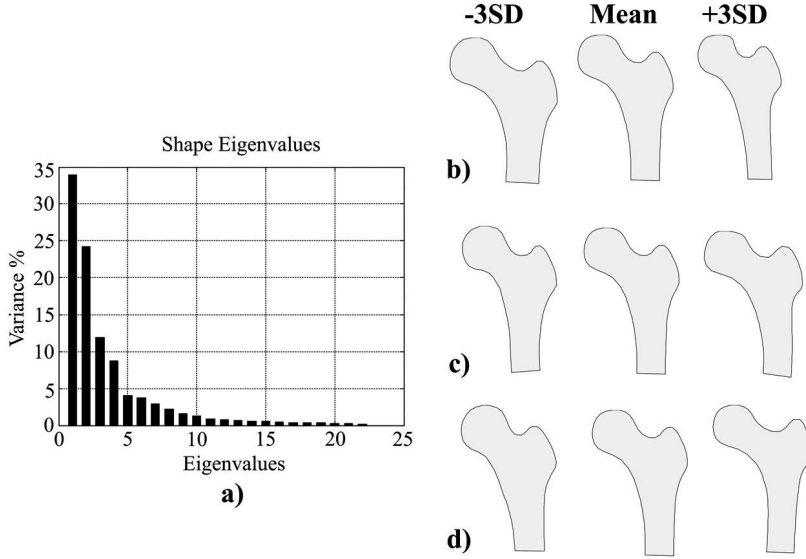 -3SD Mean +3SD
b)
Shape Eigenvalues
35
30
25
20
15
10
5
0
Variance %
0 5 10 15 20 25
Eigenvalues
a)
c)
d)